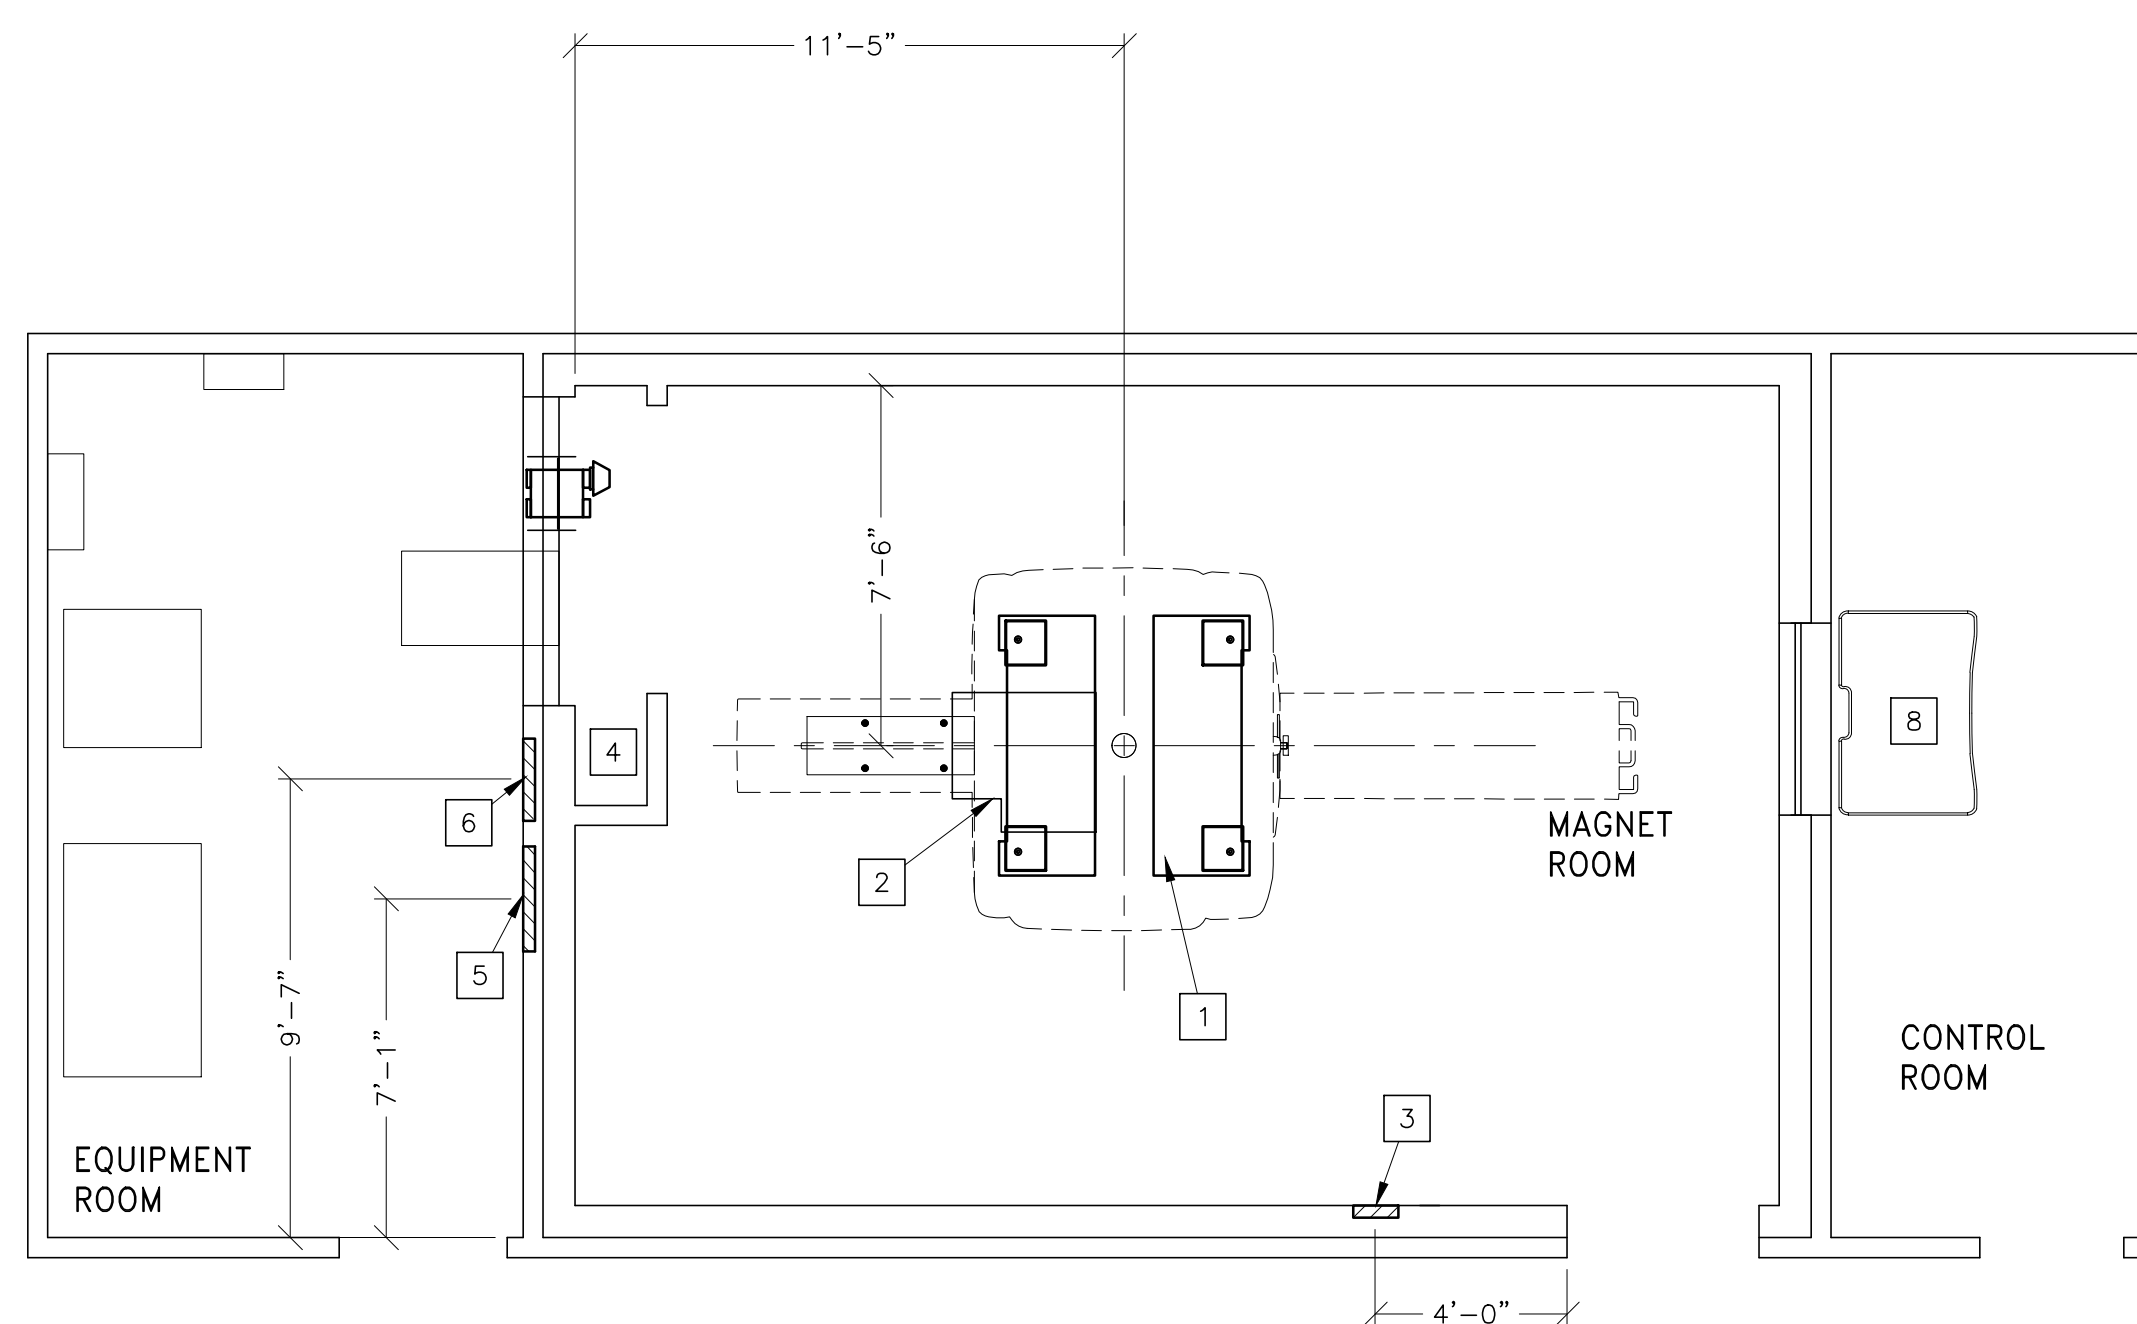 11'-5"
7'-6"
4
8
6
MAGNET
ROOM
2
5
9'-7"
7'-1"
1
CONTROL
ROOM
3
EQUIPMENT
ROOM
4'-0"